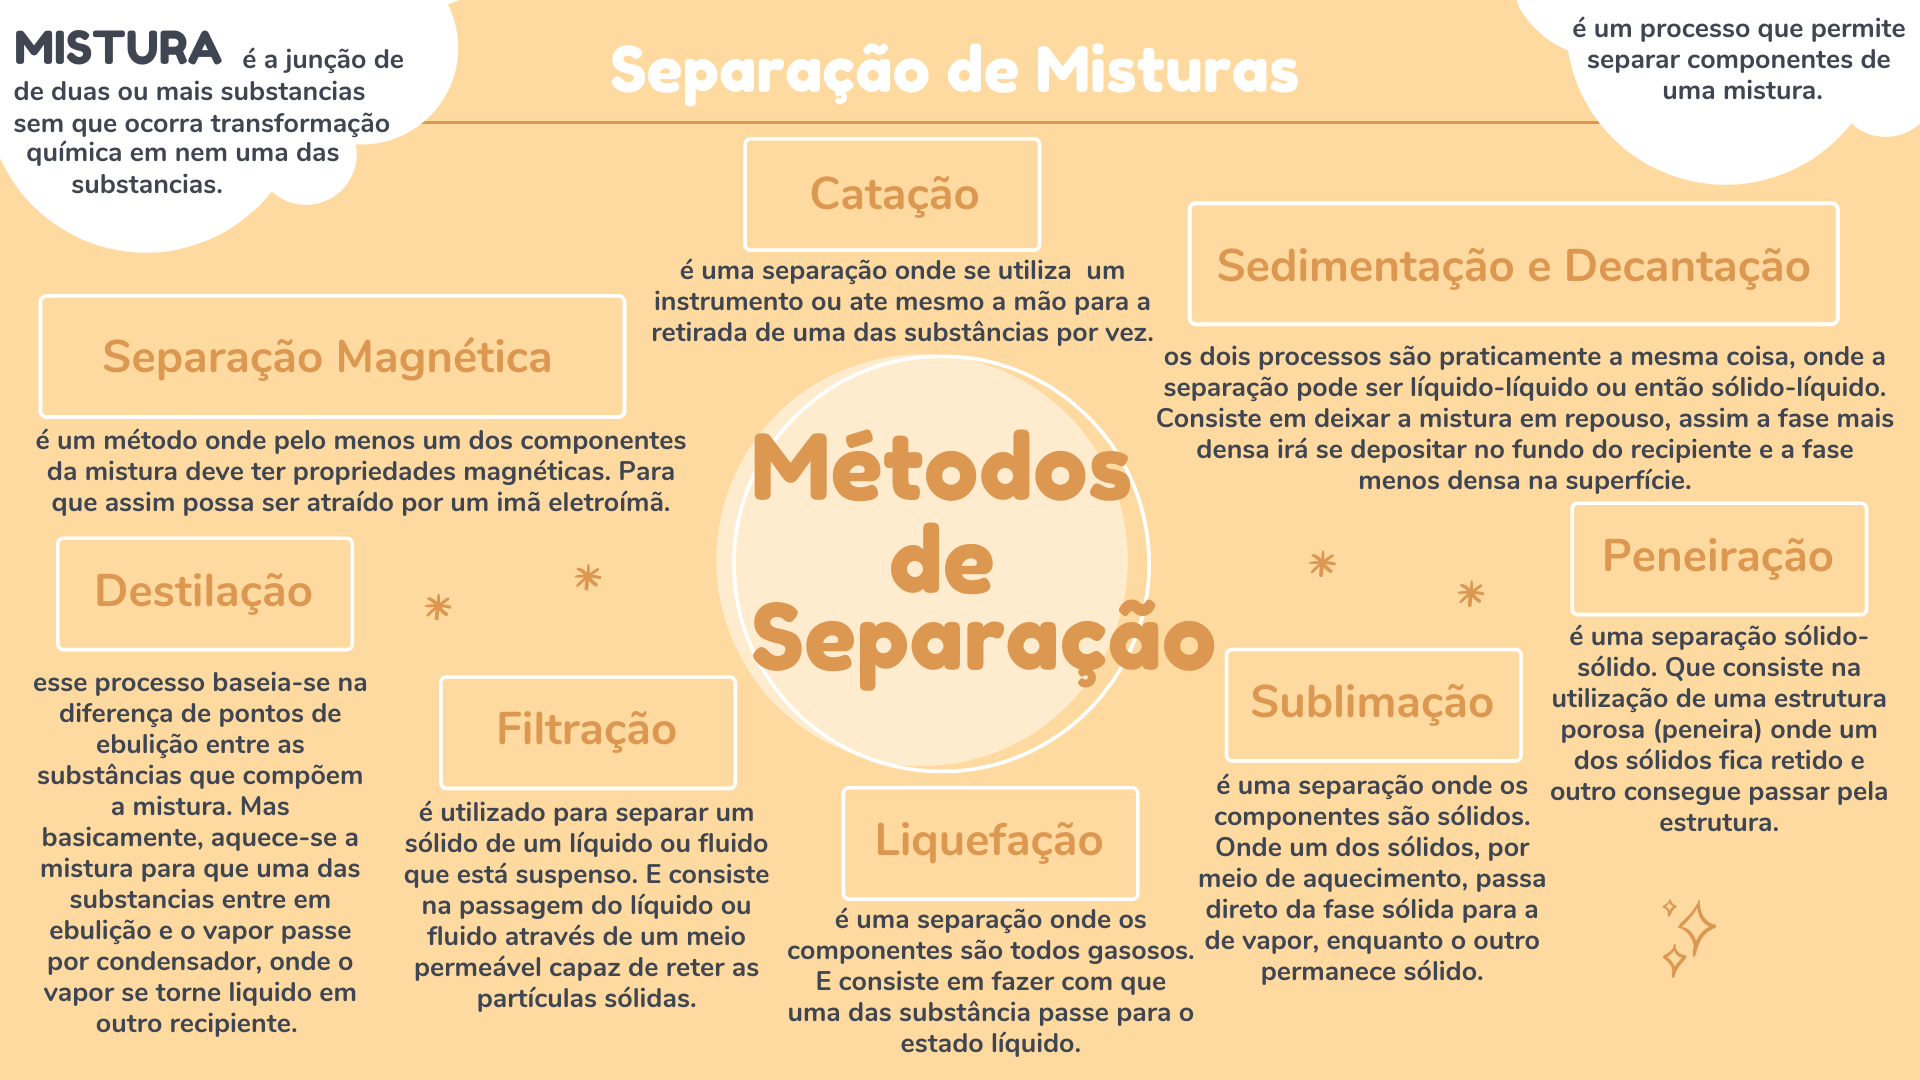 MISTURA é a junção de
de duas ou mais substancias
sem que ocorra transformação
química em nem uma das
substancias.
Separação de Misturas
é um processo que permite
separar componentes de
uma mistura.
Catação
é uma separação onde se utiliza um
instrumento ou ate mesmo a mão para a
retirada de uma das substâncias por vez.
Sedimentação e Decantação
os dois processos são praticamente a mesma coisa, onde a
separação pode ser líquido-líquido ou então sólido-líquido.
Consiste em deixar a mistura em repouso, assim a fase mais
densa irá se depositar no fundo do recipiente e a fase
menos densa na superfície.
Separação Magnética
é um método onde pelo menos um dos componentes
da mistura deve ter propriedades magnéticas. Para
que assim possa ser atraído por um imã eletroímã.
Métodos
de
Separação
Destilação
esse processo baseia-se na
diferença de pontos de
ebulição entre as
substâncias que compõem
a mistura. Mas
basicamente, aquece-se a
mistura para que uma das
substancias entre em
ebulição e o vapor passe
por condensador, onde o
vapor se torne liquido em
outro recipiente.
Filtração
é utilizado para separar um
sólido de um líquido ou fluido
que está suspenso. E consiste
na passagem do líquido ou
fluido através de um meio
permeável capaz de reter as
partículas sólidas.
Liquefação
é uma separação onde os
componentes são todos gasosos.
E consiste em fazer com que
uma das substância passe para o
estado líquido.
Sublimação
é uma separação onde os
componentes são sólidos.
Onde um dos sólidos, por
meio de aquecimento, passa
direto da fase sólida para a
de vapor, enquanto o outro
permanece sólido.
Peneiração
é uma separação sólido-
sólido. Que consiste na
utilização de uma estrutura
porosa (peneira) onde um
dos sólidos fica retido e
outro consegue passar pela
estrutura.